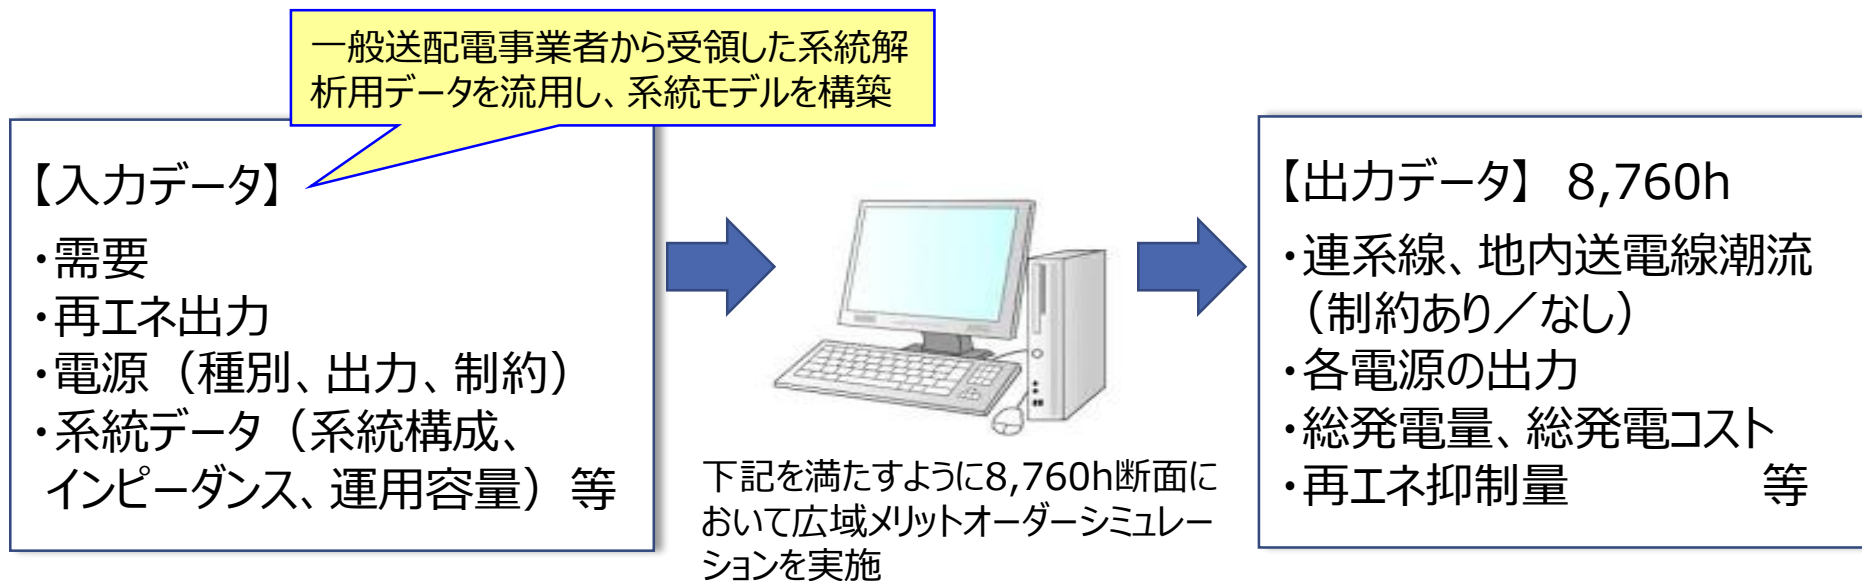 一般送配電事業者から受領した系統解
析用データを流用し、系統モデルを構築
【入力データ】
・需要
・再エネ出力
・電源（種別、出力、制約）
・系統データ（系統構成、
インピーダンス、運用容量）等
下記を満たすように8,760h断面に
おいて広域メリットオーダーシミュレー
ションを実施
【出力データ】 8,760h
・連系線、地内送電線潮流
（制約あり／なし）
・各電源の出力
・総発電量、総発電コスト
・再エネ抑制量 等